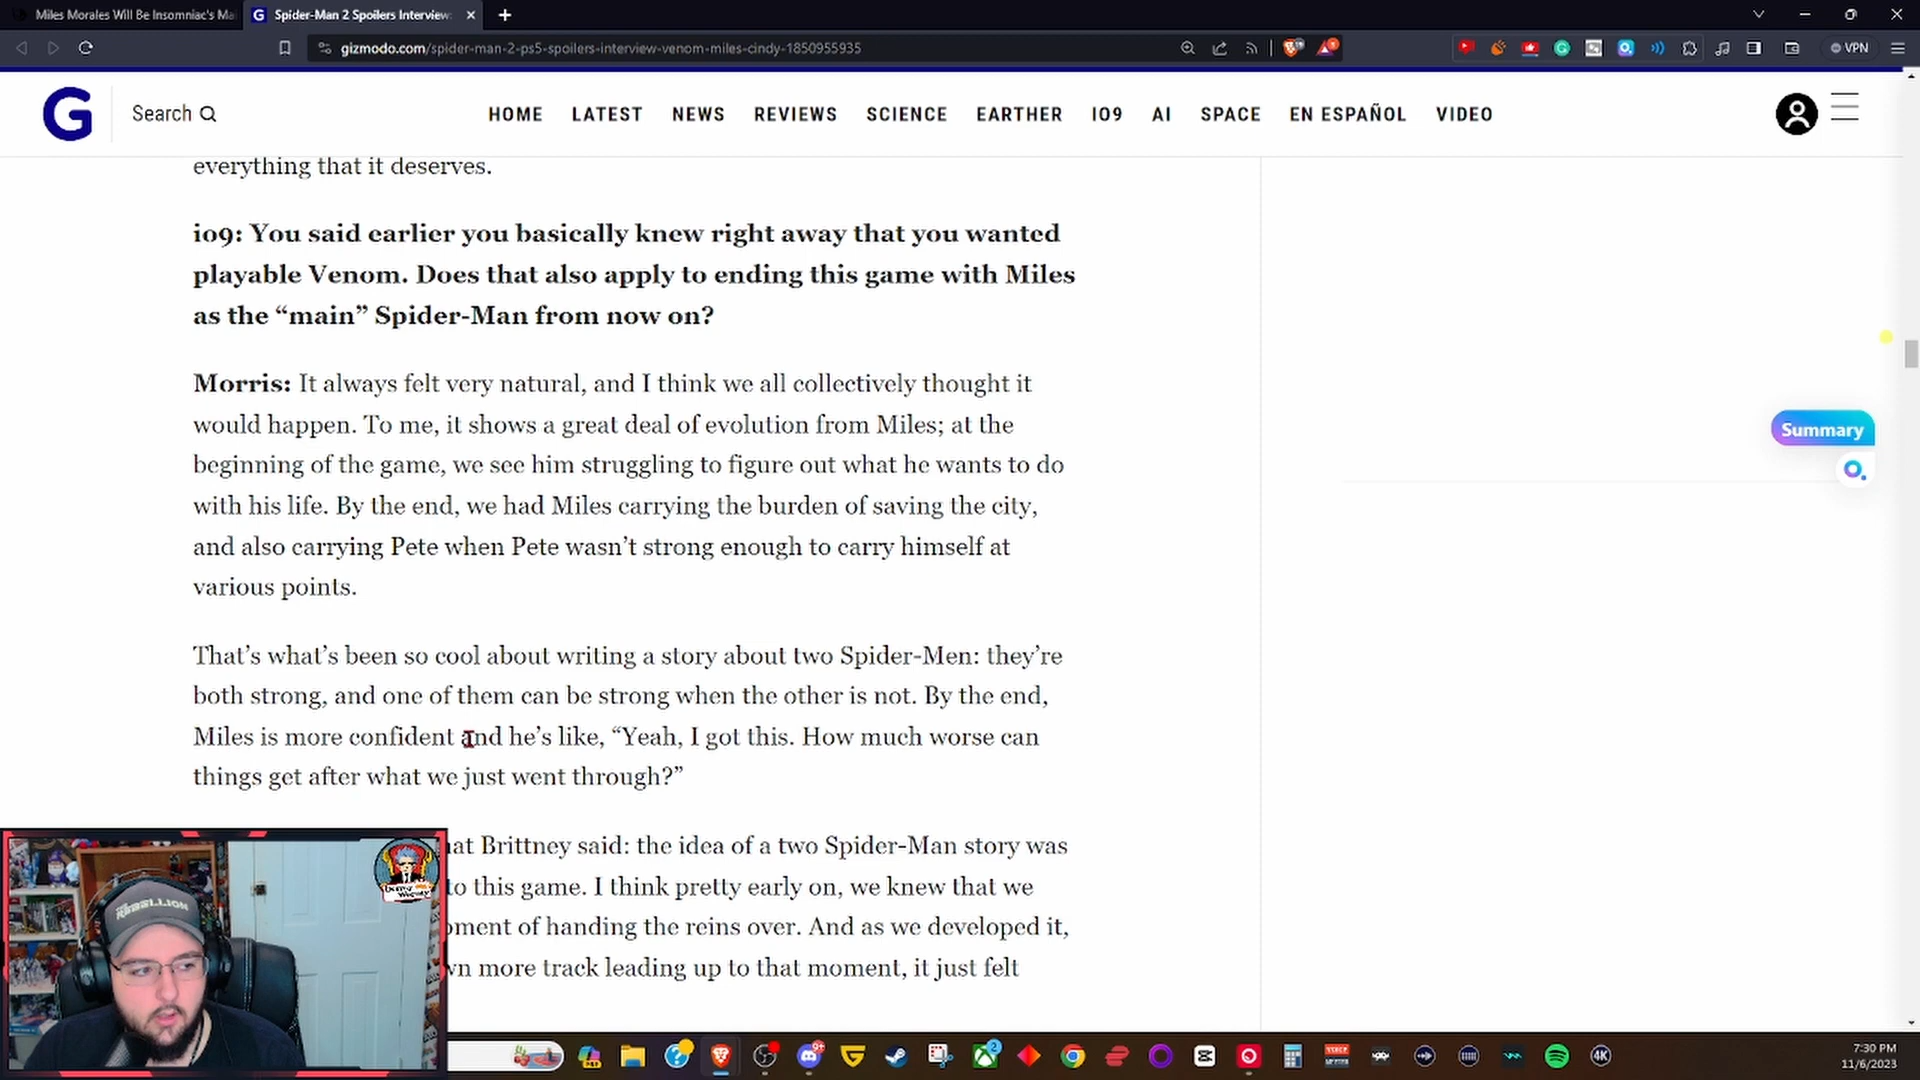 Miles Morales Will Be Insomniac's Ma
Spider-Man 2 Spoilers Interview:
gizmodo.com/spider-man-2-ps5-spoilers-interview-venom-miles-cindy-1850955935
VPN
G
Search
HOME LATEST NEWS REVIEWS SCIENCE EARTHER IO9 AI SPACE EN ESPAÑOL VIDEO
everything that it deserves.
io9: You said earlier you basically knew right away that you wanted
playable Venom. Does that also apply to ending this game with Miles
as the “main” Spider-Man from now on?
Morris: It always felt very natural, and I think we all collectively thought it
would happen. To me, it shows a great deal of evolution from Miles; at the
beginning of the game, we see him struggling to figure out what he wants to do
with his life. By the end, we had Miles carrying the burden of saving the city,
and also carrying Pete when Pete wasn’t strong enough to carry himself at
various points.
Summary
That’s what’s been so cool about writing a story about two Spider-Men: they’re
both strong, and one of them can be strong when the other is not. By the end,
Miles is more confident and he’s like, “Yeah, I got this. How much worse can
things get after what we just went through?”
at Brittney said: the idea of a two Spider-Man story was
to this game. I think pretty early on, we knew that we
oment of handing the reins over. And as we developed it,
wn more track leading up to that moment, it just felt
REBELLION
4K
7:30 PM
11/6/2023